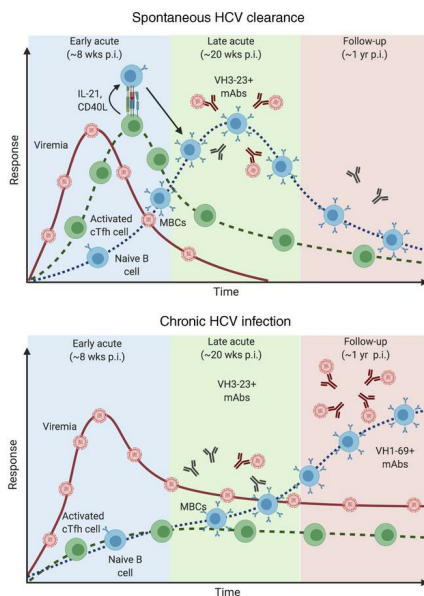 Spontaneous HCV clearance
Early acute
(~8 wks p.i.)
Late acute
(~20 wks p.i.)
Follow-up
(~1 yr p.i.)
IL-21,
CD40L
VH3-23+
mAbs
Viremia
Activated
cTfh cell
MBCs
Naive B
cell
Response
Time
Chronic HCV infection
Early acute
(~8 wks p.i.)
Late acute
(~20 wks p.i.)
Follow-up
(~1 yr p.i.)
VH3-23+
mAbs
Viremia
VH1-69+
mAbs
MBCs
Activated
cTfh cell
Naive B
cell
Response
Time